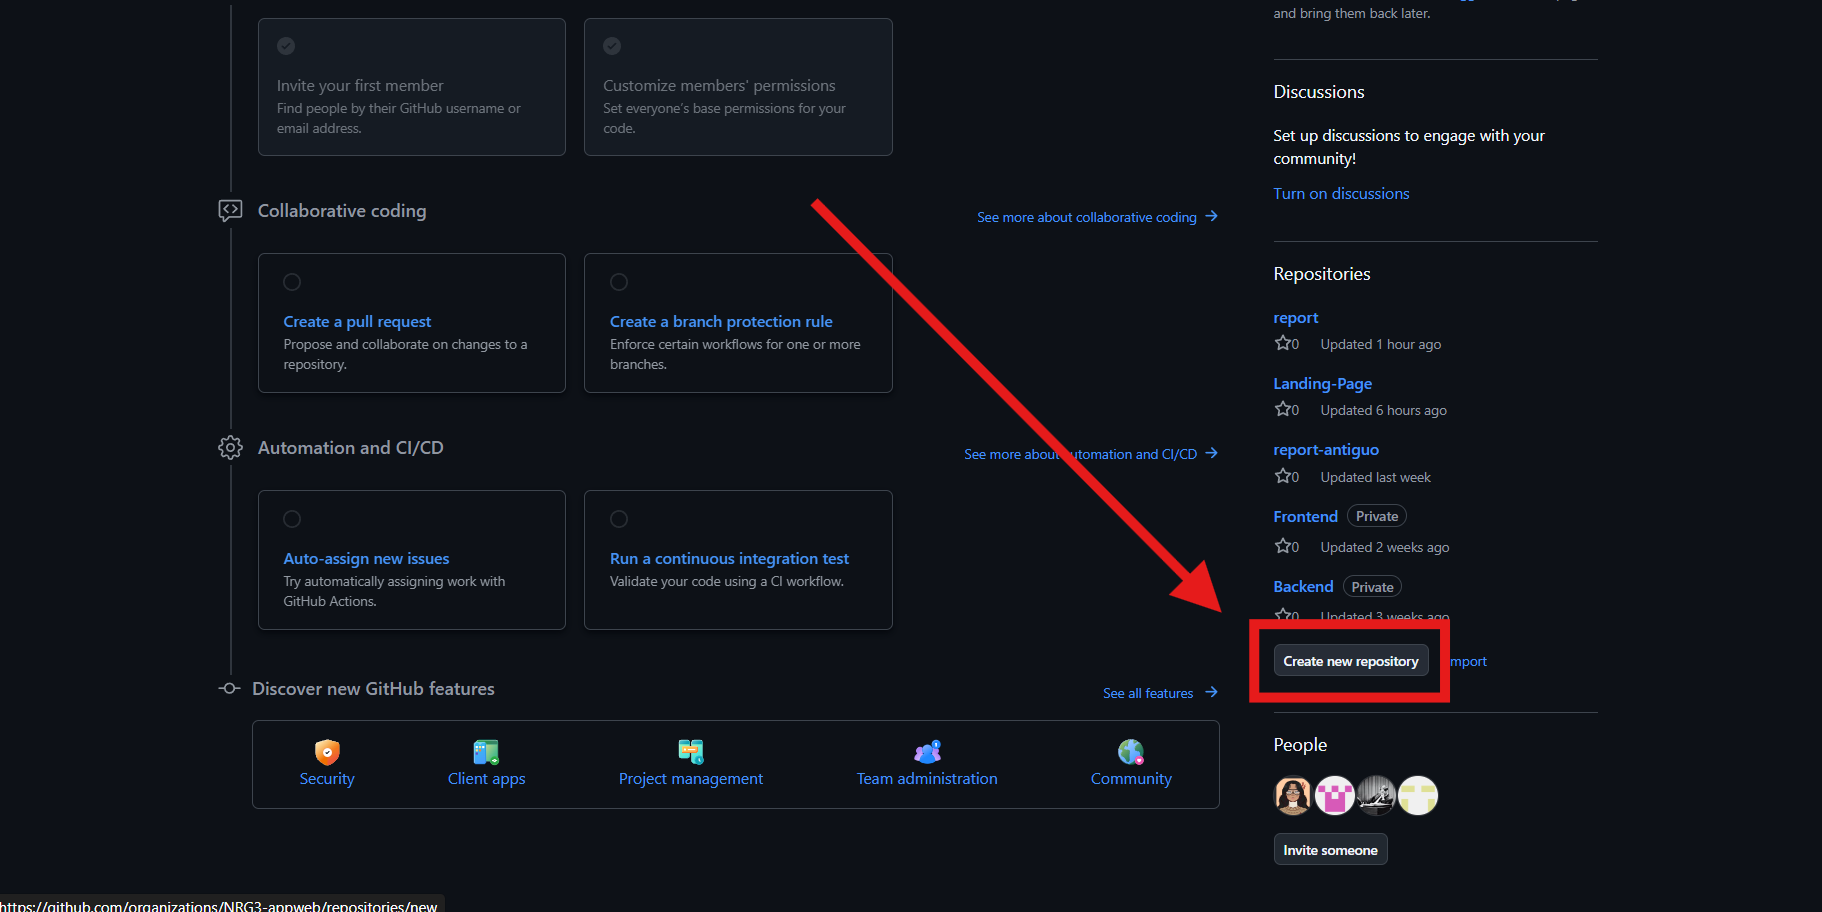 Invite your first member
Find people by their GitHub username or
email address.
Customize members' permissions
Set everyone's base permissions for your
code.
Collaborative coding
See more about collaborative coding
Create a pull request
Propose and collaborate on changes to a
repository.
Create a branch protection rule
Enforce certain workflows for one or more
branches.
Automation and CI/CD
See more about automation and CI/CD
Auto-assign new issues
Try automatically assigning work with
GitHub Actions.
Run a continuous integration test
Validate your code using a CI workflow.
Discover new GitHub features
See all features
Security
Client apps
Project management
Team administration
Community
https://github.com/organizations/NRG3-appweb/repositories/new
and bring them back later.
Discussions
Set up discussions to engage with your
community!
Turn on discussions
Repositories
report
0 Updated 1 hour ago
Landing-Page
0 Updated 6 hours ago
report-antiguo
0 Updated last week
Frontend Private
0 Updated 2 weeks ago
Backend Private
0 Updated 3 weeks ago
Create new repository mport
People
Invite someone